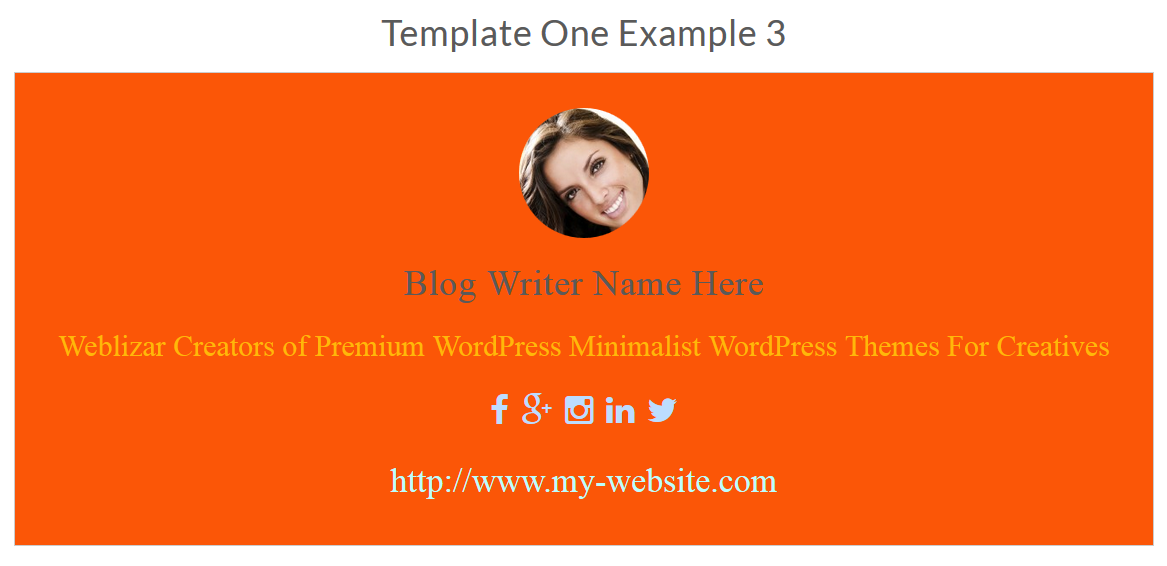 Template One Example 3
Blog Writer Name Here
Weblizar Creators of Premium WordPress Minimalist WordPress Themes For Creatives
http://www.my-website.com